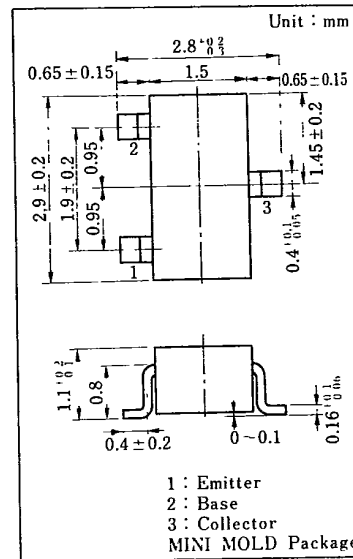 Unit : mm
2.8 +0.2 -0.3
0.65±0.15
1.5
0.65±0.15
2.9±0.2
1.9±0.2
0.95
0.95
2
1
3
1.45±0.2
0.4 +0.1 -0.05
1.1 +0.2 -0.1
0.8
0.4±0.2
0~0.1
0.16 +0.1 -0.06
1 : Emitter
2 : Base
3 : Collector
MINI MOLD Package